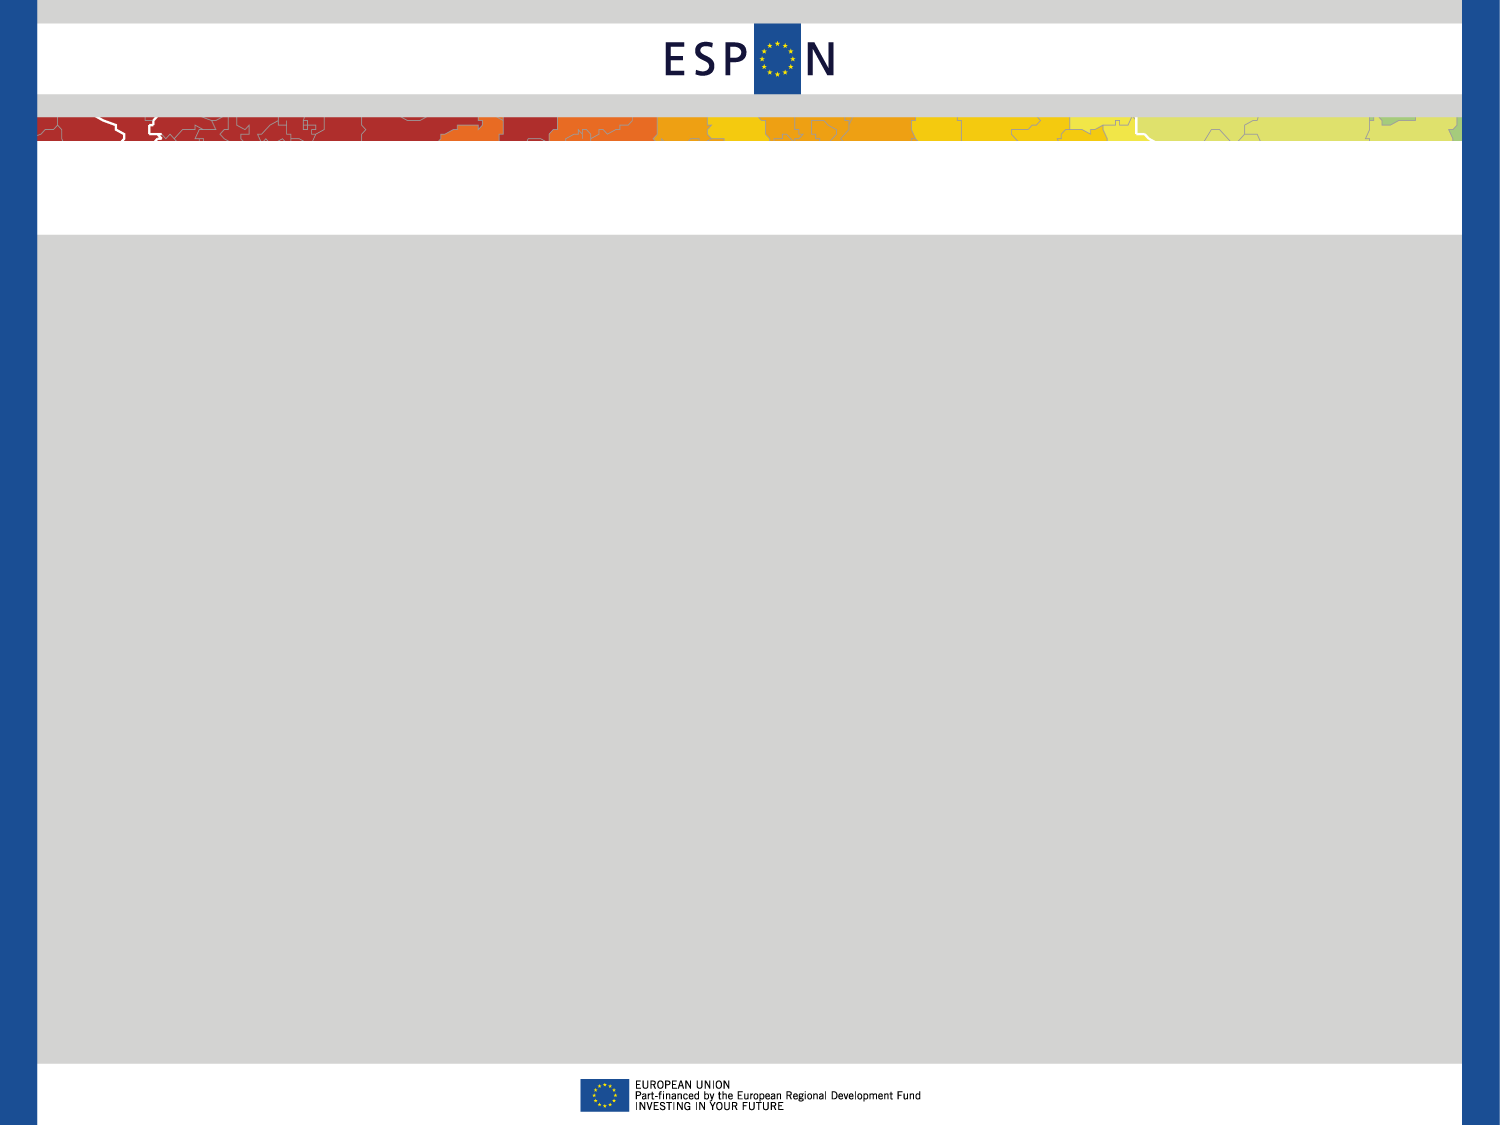 ESPON
EUROPEAN UNION
Part-financed by the European Regional Development Fund
INVESTING IN YOUR FUTURE